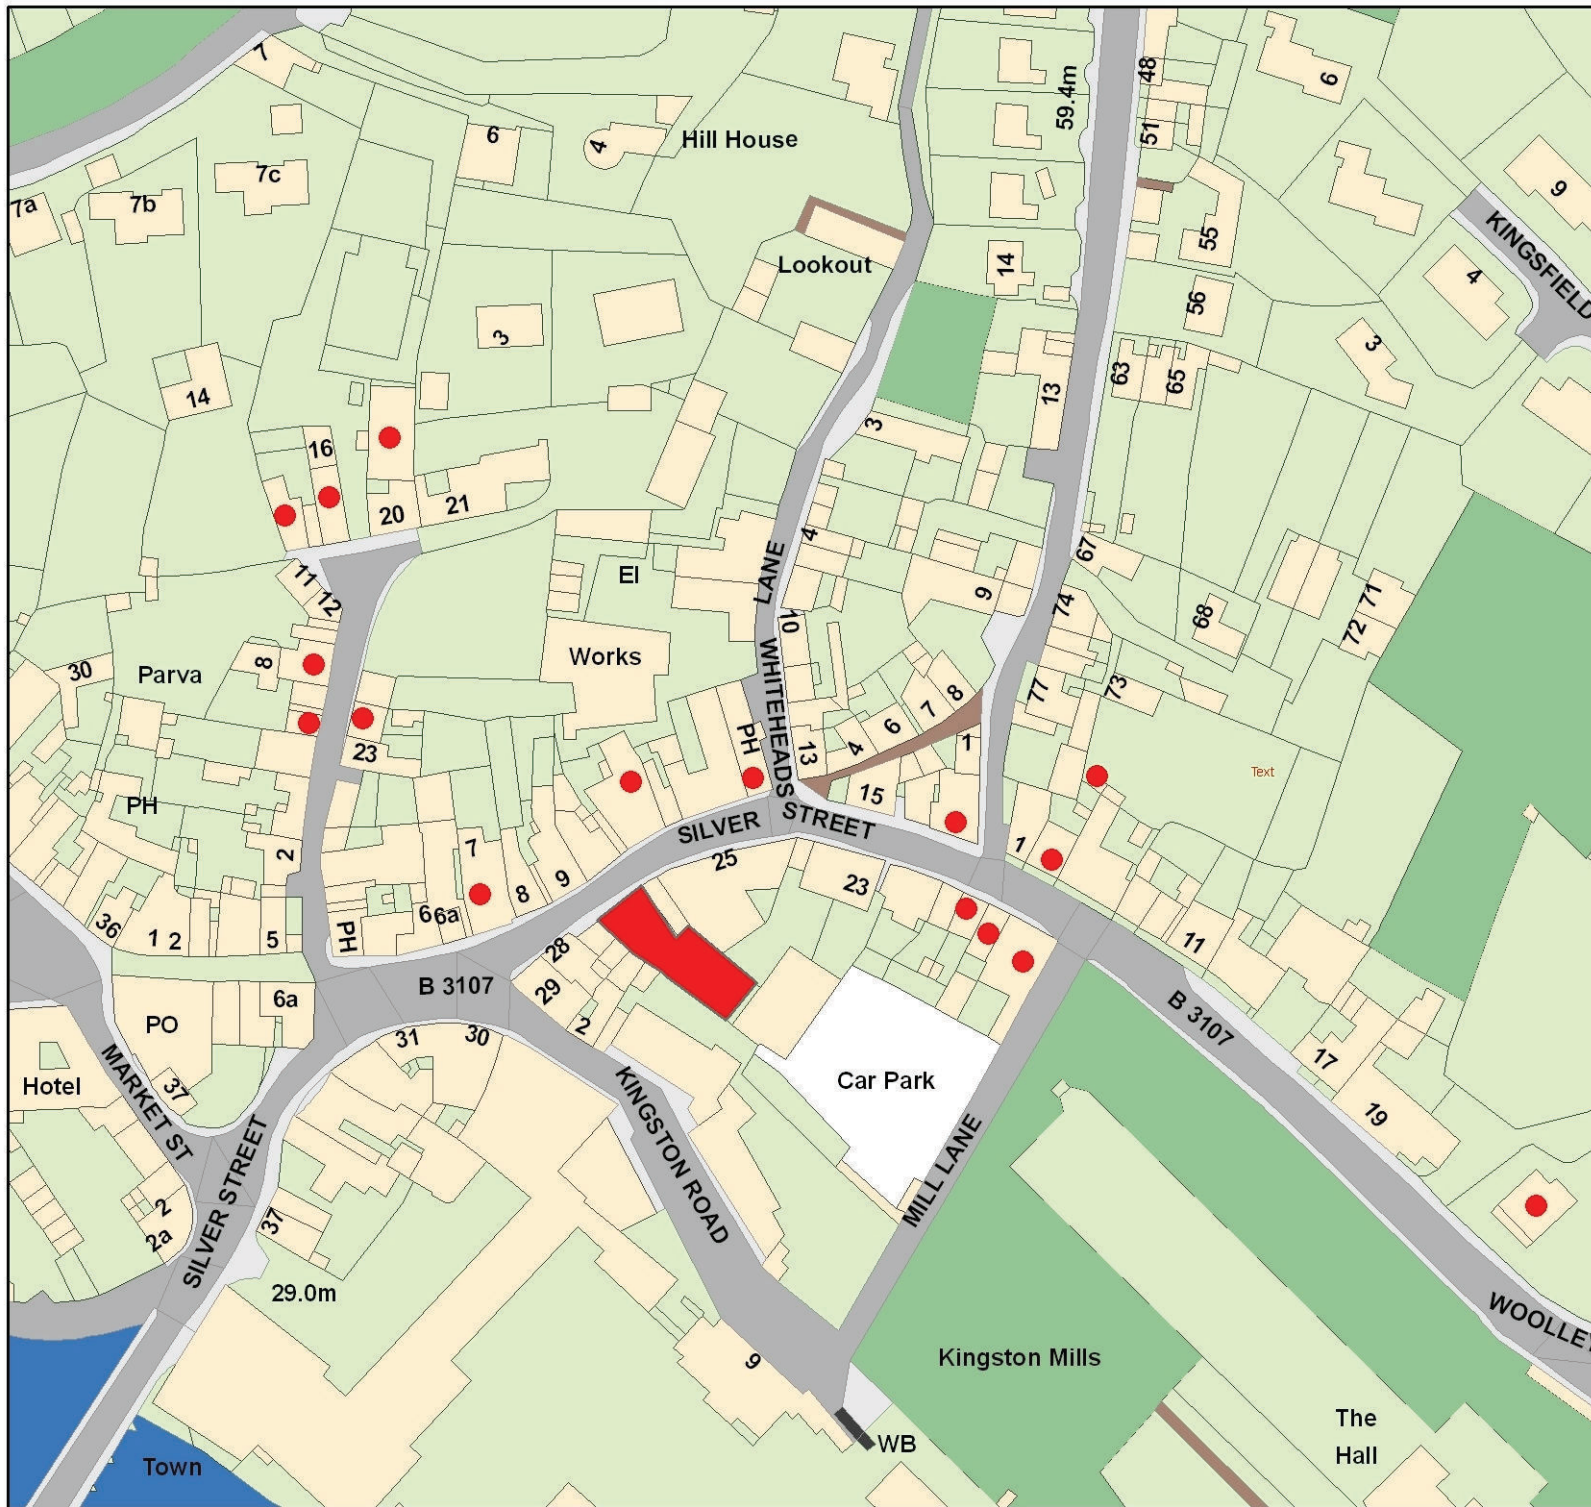 7
48
6
59.4m
51
6
4
Hill House
7c
9
7b
7a
KINGSFIELD
55
Lookout
14
4
56
3
3
63
65
14
13
3
16
21
20
4
67
LANE
El
11
12
9
74
71
68
72
10
Works
30
8
Parva
WHITEHEADS
8
7
77
73
6
PH
13
4
1
23
Text
15
PH
SILVER
STREET
7
2
25
1
9
8
23
6
6a
36
1
2
5
PH
28
11
B 3107
29
6a
PO
B 3107
2
31
30
17
Hotel
MARKET ST
37
KINGSTON ROAD
Car Park
19
SILVER STREET
MILL LANE
2
2a
37
29.0m
WOOLLEY
9
Kingston Mills
The
Hall
WB
Town